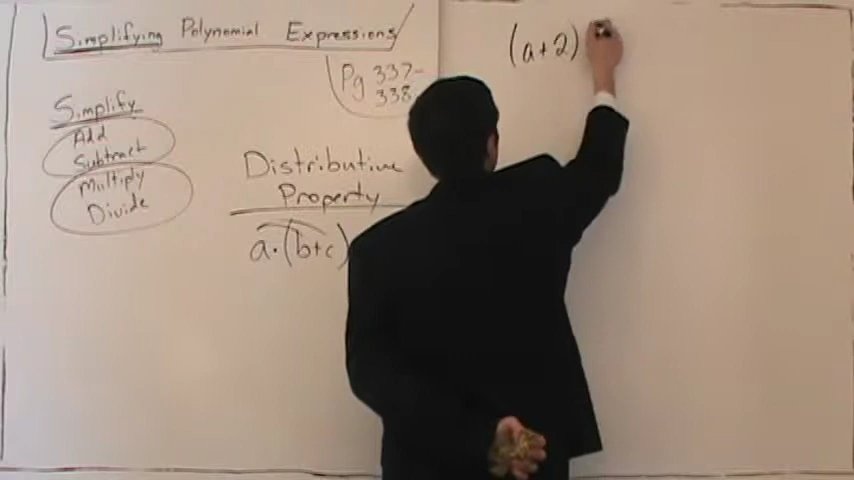 Simplifying Polynomial Expressions
Pg 337-
338
Simplify
Add
Subtract
Multiply
Divide
Distributive
Property
a·(b+c)
(a+2)